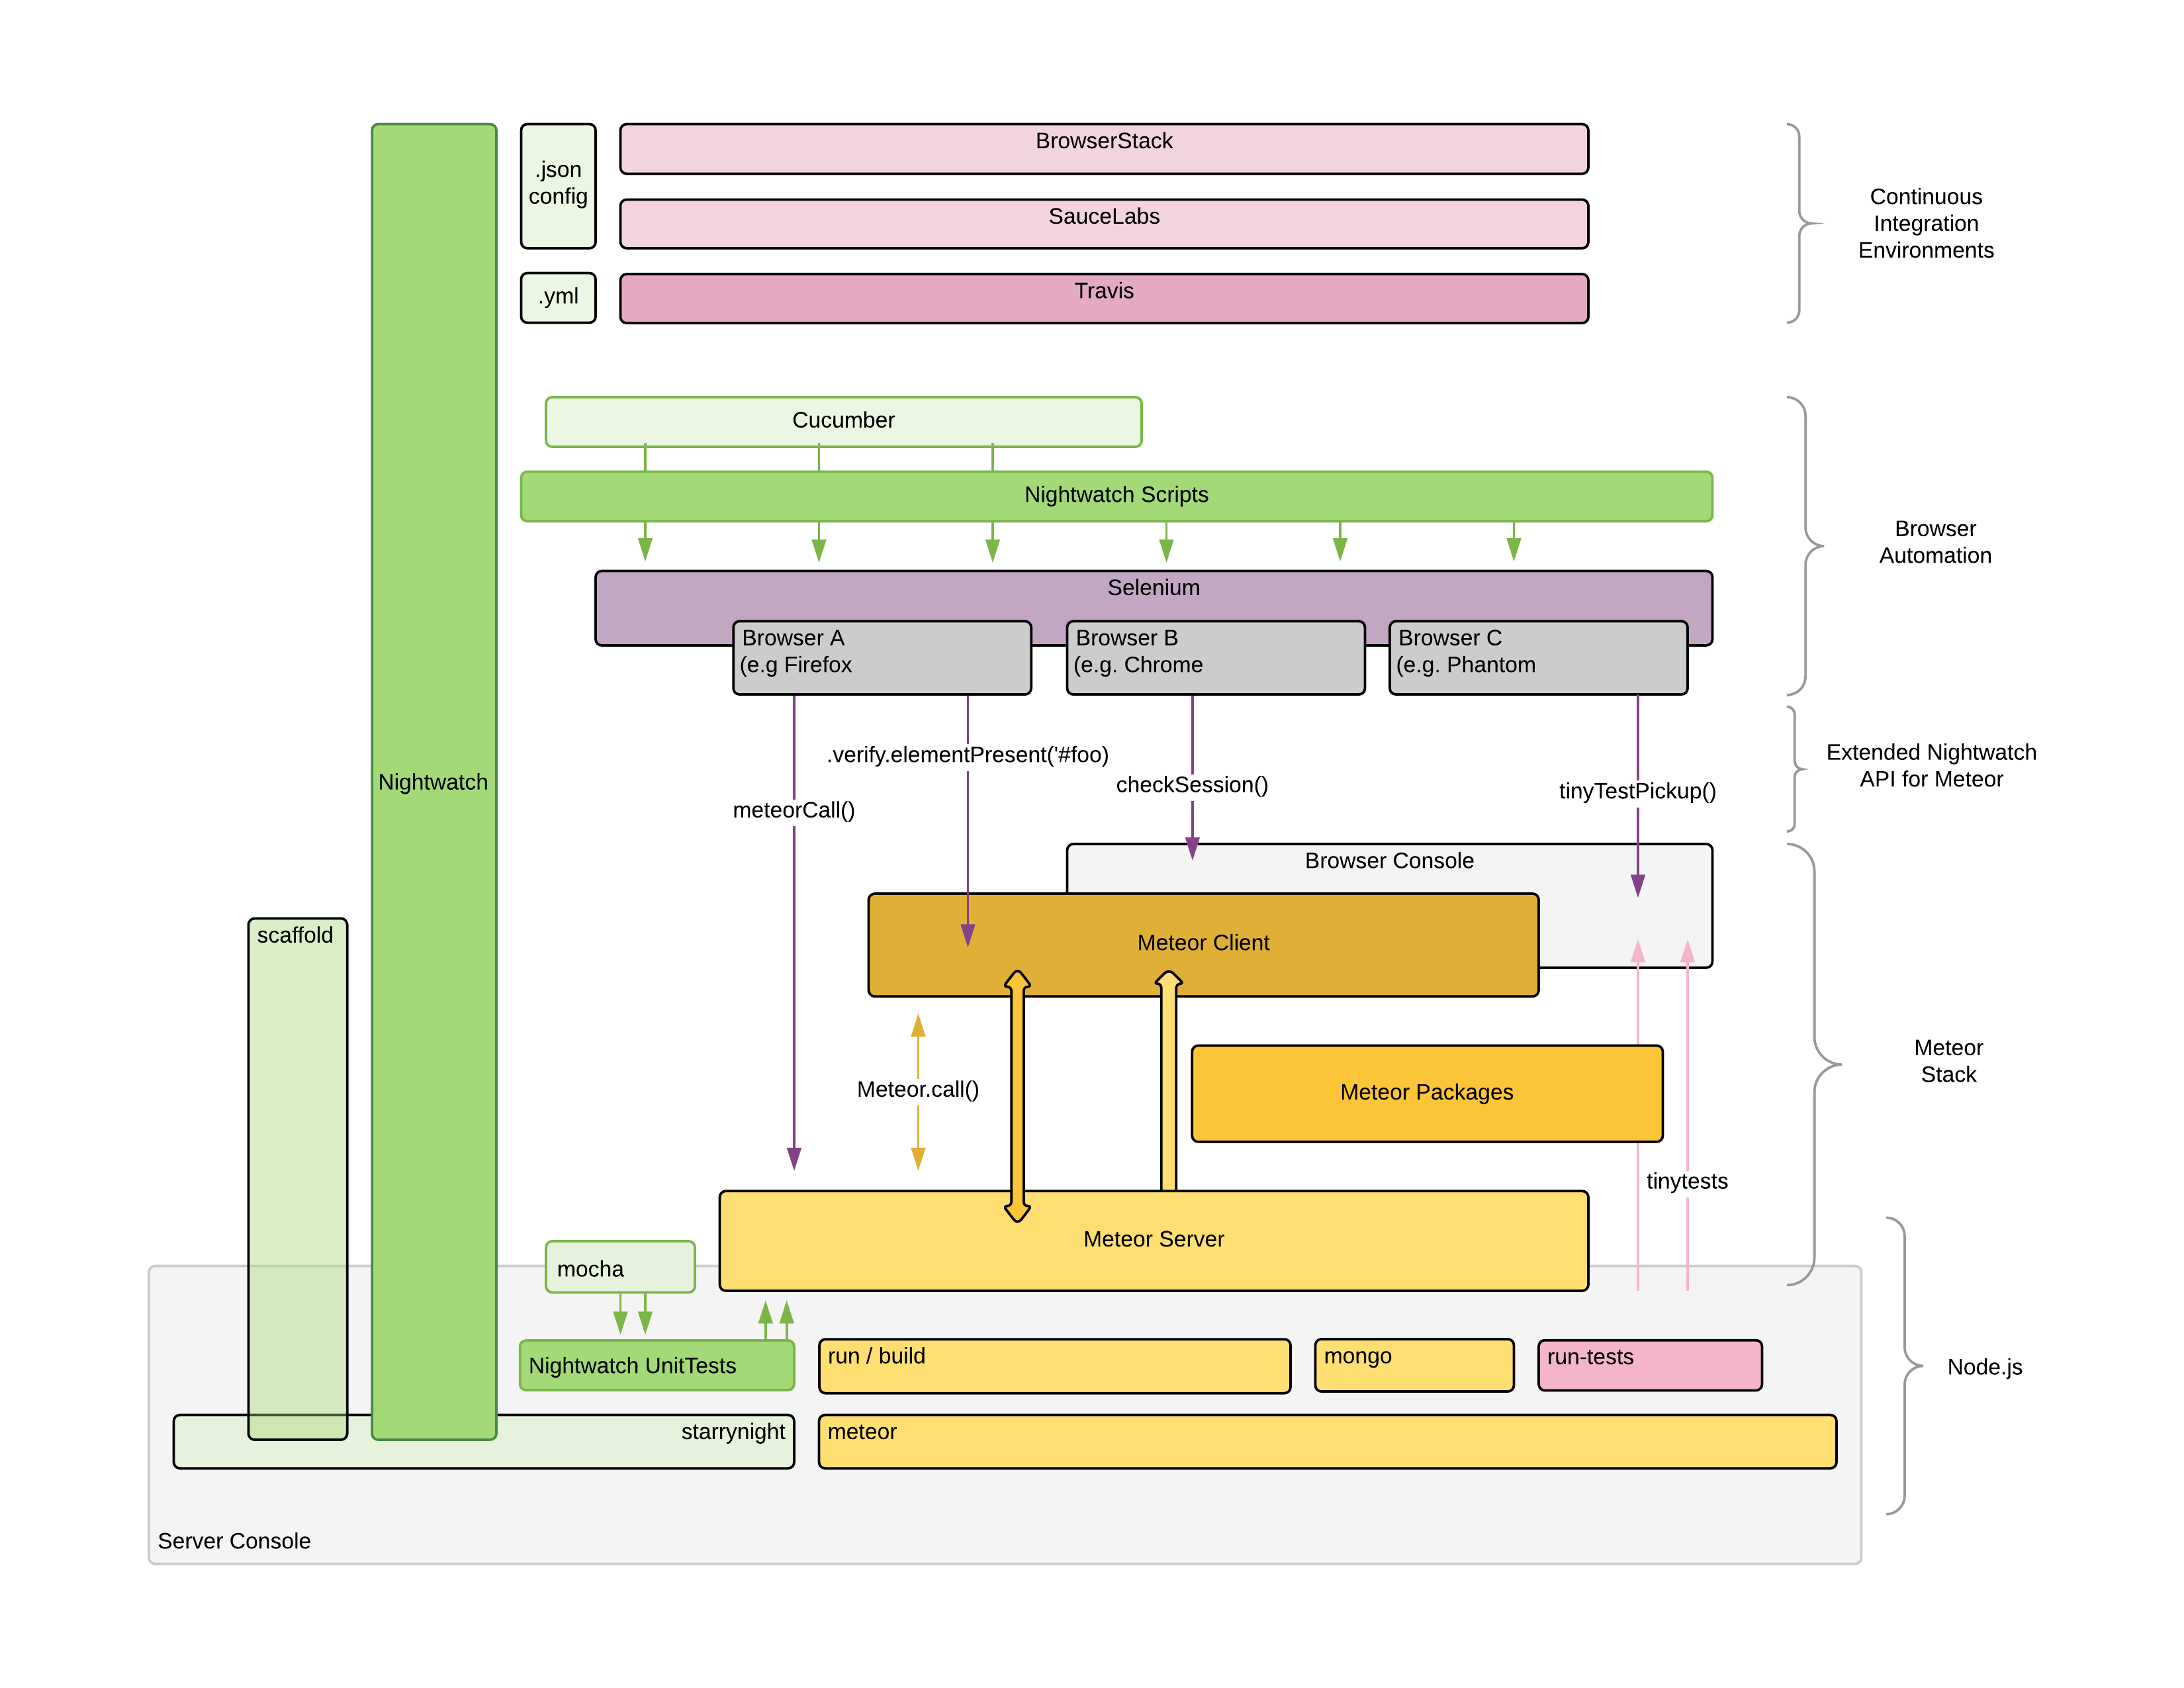 BrowserStack
.json
config
SauceLabs
Continuous
Integration
Environments
.yml
Travis
Cucumber
Nightwatch Scripts
Browser
Automation
Selenium
Browser A
(e.g Firefox
Browser B
(e.g. Chrome
Browser C
(e.g. Phantom
.verify.elementPresent('#foo)
Extended Nightwatch
API for Meteor
Nightwatch
checkSession()
tinyTestPickup()
meteorCall()
Browser Console
scaffold
Meteor Client
Meteor
Stack
Meteor.call()
Meteor Packages
tinytests
Meteor Server
mocha
Nightwatch UnitTests
run / build
mongo
run-tests
Node.js
starrynight
meteor
Server Console